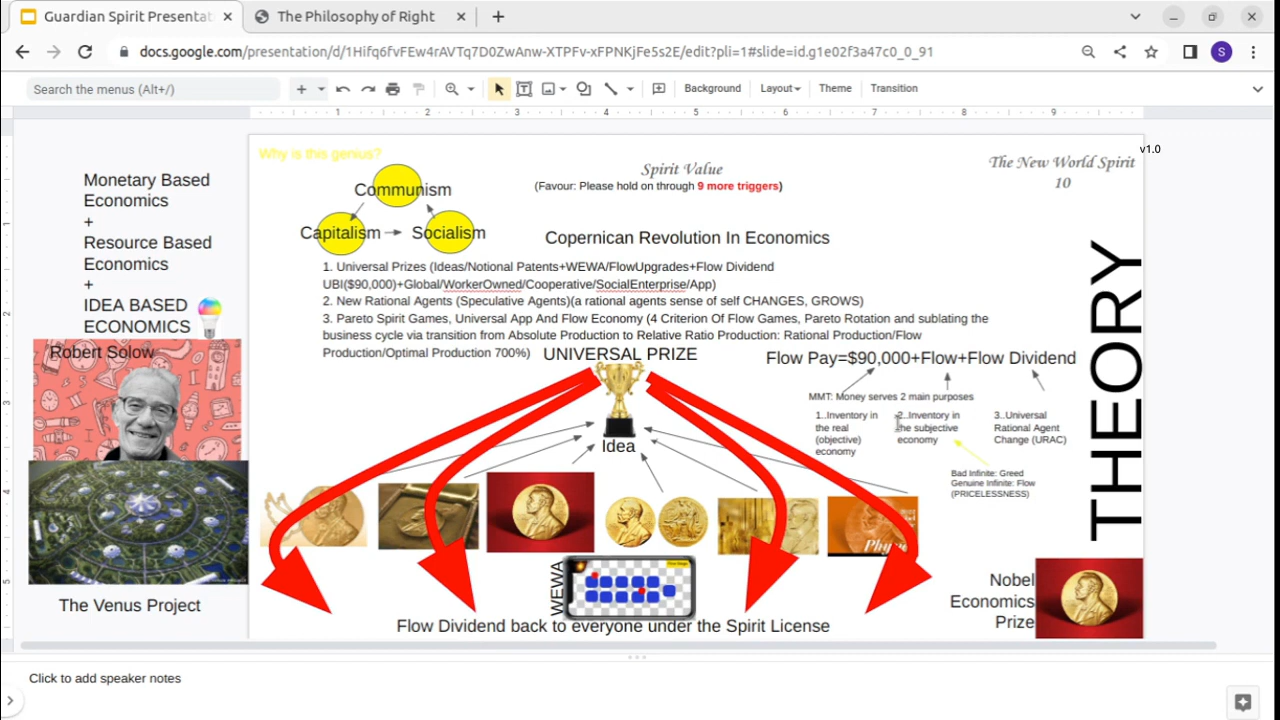 Guardian Spirit Presentat
The Philosophy of Right
docs.google.com/presentation/d/1Hifq6fvFEw4rAVTq7D0ZwAnw-XTPFv-xFPNKjFe5s2E/edit?pli=1#slide=id.g1e02f3a47c0_0_91
S
Search the menus (Alt+/)
Background
Layout
Theme
Transition
1 2 3 4 5 6 7 8 9
Why is this genius?
Communism
Capitalism
Socialism
Spirit Value
(Favour: Please hold on through 9 more triggers)
The New World Spirit
10
v1.0
Monetary Based
Economics
+
Resource Based
Economics
+
IDEA BASED
ECONOMICS
Copernican Revolution In Economics
1. Universal Prizes (Ideas/Notional Patents+WEWA/FlowUpgrades+Flow Dividend
UBI($90,000)+Global/WorkerOwned/Cooperative/SocialEnterprise/App)
2. New Rational Agents (Speculative Agents)(a rational agents sense of self CHANGES, GROWS)
3. Pareto Spirit Games, Universal App And Flow Economy (4 Criterion Of Flow Games, Pareto Rotation and sublating the
business cycle via transition from Absolute Production to Relative Ratio Production: Rational Production/Flow
Production/Optimal Production 700%)
UNIVERSAL PRIZE
Idea
Robert Solow
The Venus Project
Flow Pay=$90,000+Flow+Flow Dividend
MMT: Money serves 2 main purposes
1..Inventory in
the real
(objective)
economy
2..Inventory in
the subjective
economy
3..Universal
Rational Agent
Change (URAC)
Bad Infinite: Greed
Genuine Infinite: Flow
(PRICELESSNESS)
THEORY
WEWA
Flow Dividend back to everyone under the Spirit License
Nobel
Economics
Prize
Click to add speaker notes